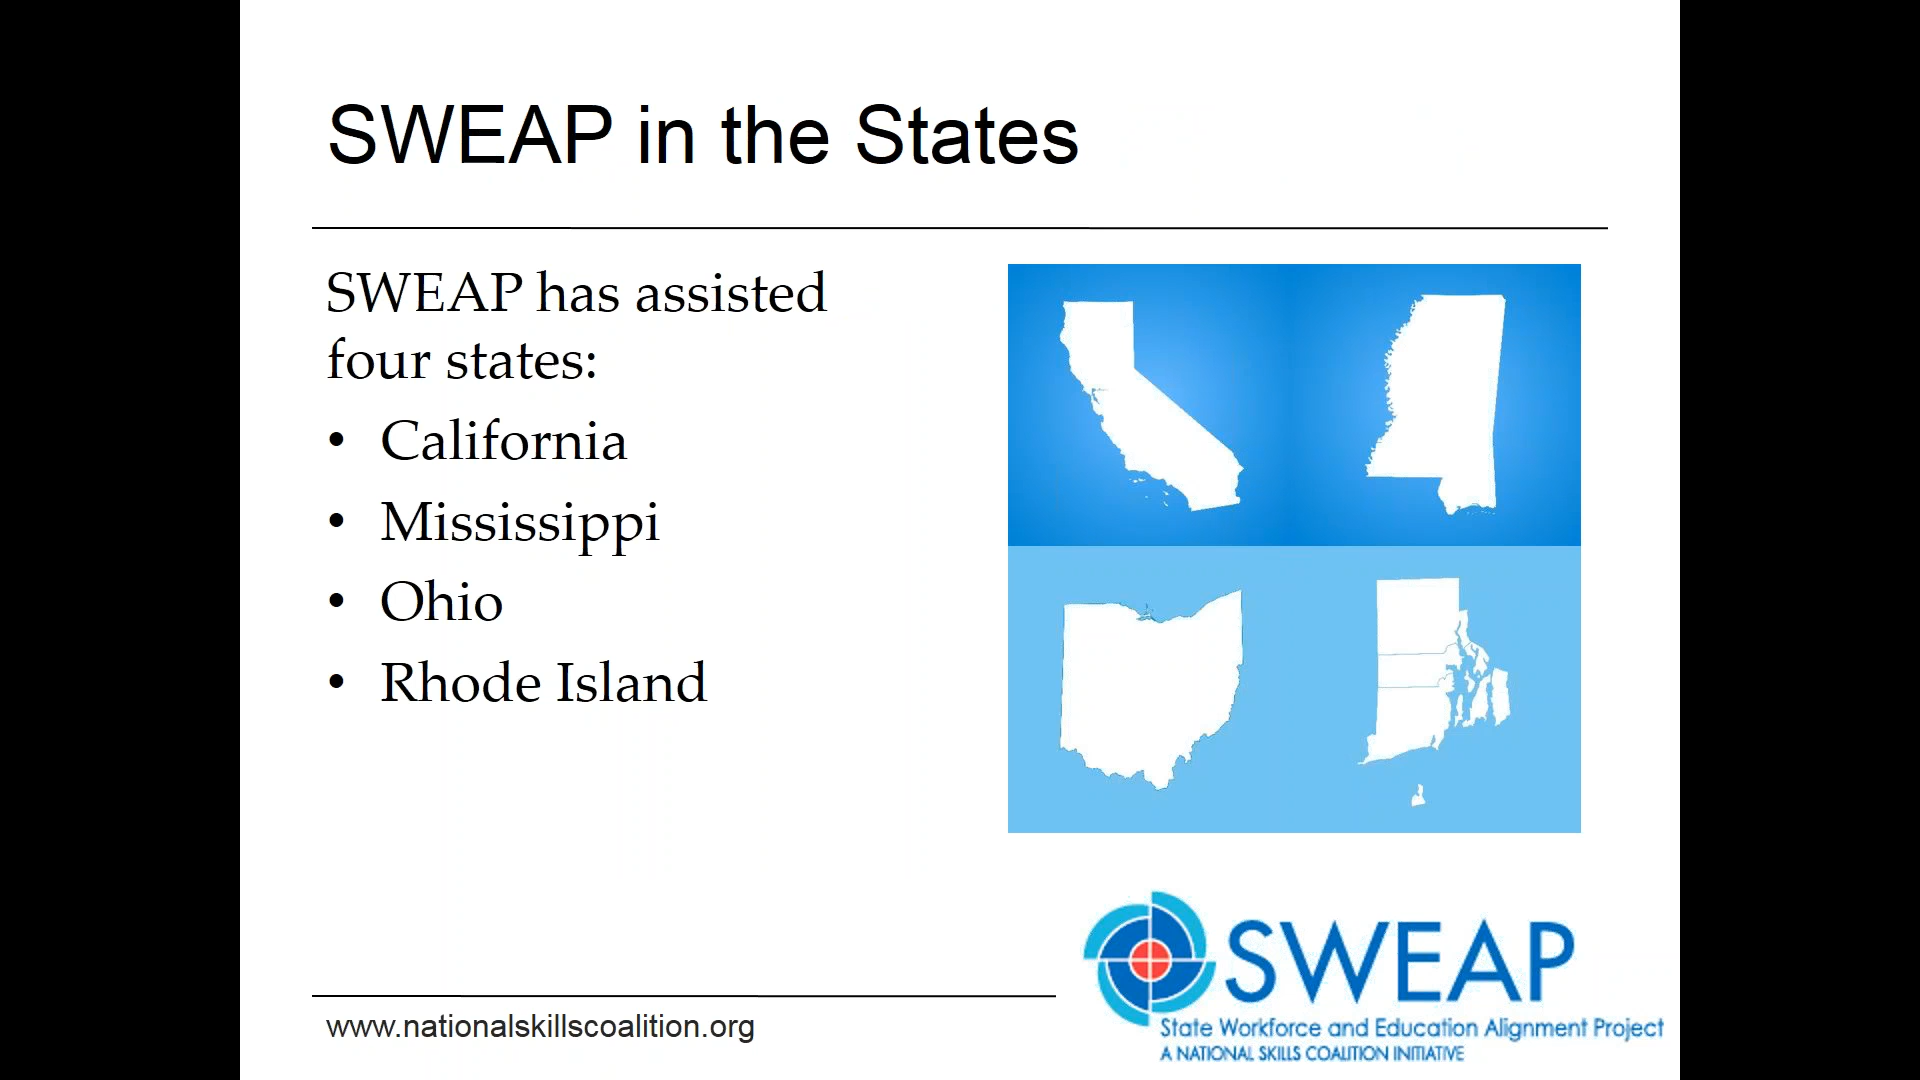 SWEAP in the States
SWEAP has assisted
four states:
• California
• Mississippi
• Ohio
• Rhode Island
www.nationalskillscoalition.org
SWEAP
State Workforce and Education Alignment Project
A NATIONAL SKILLS COALITION INITIATIVE